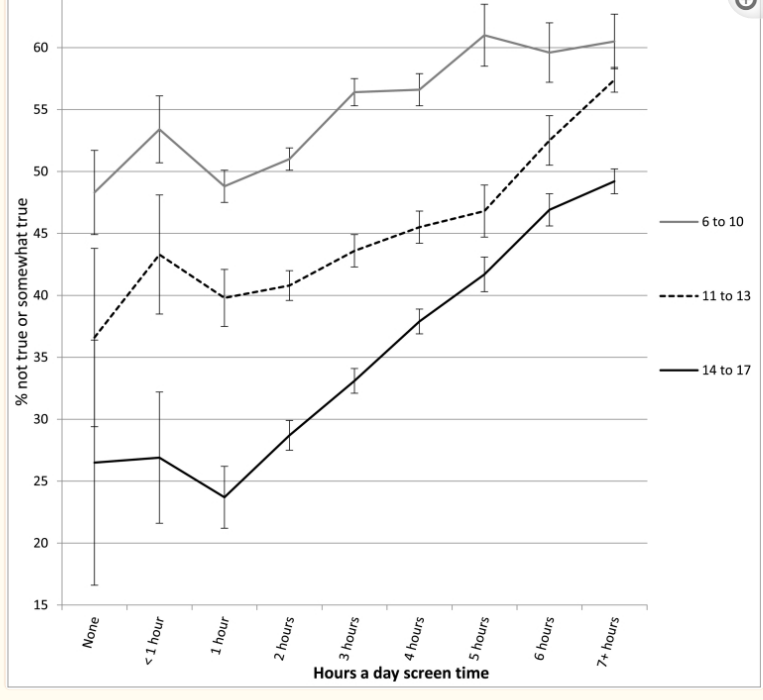 60
55
50
45
40
35
30
25
20
15
% not true or somewhat true
6 to 10
11 to 13
14 to 17
None
< 1 hour
1 hour
2 hours
3 hours
4 hours
5 hours
6 hours
7+ hours
Hours a day screen time